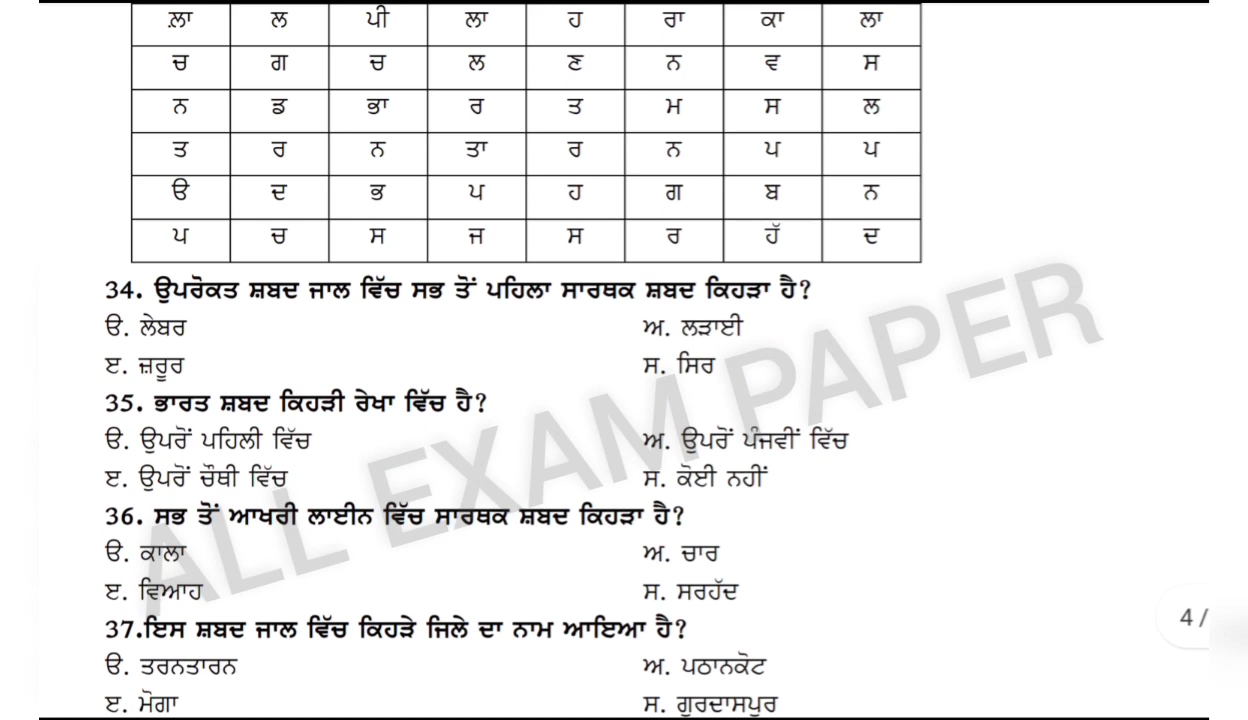 ਲ਼ਾ ਲ ਪੀ ਲਾ ਹ ਰਾ ਕਾ ਲਾ
ਚ ਗ ਚ ਲ ਣ ਨ ਵ ਸ
ਨ ਡ ਭਾ ਰ ਤ ਮ ਸ ਲ
ਤ ਰ ਨ ਤਾ ਰ ਨ ਪ ਪ
ੳ ਦ ਭ ਪ ਹ ਗ ਬ ਨ
ਪ ਚ ਸ ਜ ਸ ਰ ਹੱ ਦ
34. ਉਪਰੋਕਤ ਸ਼ਬਦ ਜਾਲ ਵਿੱਚ ਸਭ ਤੋਂ ਪਹਿਲਾ ਸਾਰਥਕ ਸ਼ਬਦ ਕਿਹੜਾ ਹੈ?
ੳ. ਲੇਬਰ ਅ. ਲੜਾਈ
ੲ. ਜ਼ਰੂਰ ਸ. ਸਿਰ
35. ਭਾਰਤ ਸ਼ਬਦ ਕਿਹੜੀ ਰੇਖਾ ਵਿੱਚ ਹੈ?
ੳ. ਉਪਰੋਂ ਪਹਿਲੀ ਵਿੱਚ ਅ. ਉਪਰੋਂ ਪੰਜਵੀਂ ਵਿੱਚ
ੲ. ਉਪਰੋਂ ਚੌਥੀ ਵਿੱਚ ਸ. ਕੋਈ ਨਹੀਂ
36. ਸਭ ਤੋਂ ਆਖਰੀ ਲਾਈਨ ਵਿੱਚ ਸਾਰਥਕ ਸ਼ਬਦ ਕਿਹੜਾ ਹੈ?
ੳ. ਕਾਲਾ ਅ. ਚਾਰ
ੲ. ਵਿਆਹ ਸ. ਸਰਹੱਦ
37.ਇਸ ਸ਼ਬਦ ਜਾਲ ਵਿੱਚ ਕਿਹੜੇ ਜਿਲੇ ਦਾ ਨਾਮ ਆਇਆ ਹੈ?
ੳ. ਤਰਨਤਾਰਨ ਅ. ਪਠਾਨਕੋਟ
ੲ. ਮੋਗਾ ਸ. ਗੁਰਦਾਸਪੁਰ
ALL EXAM PAPER
4 /